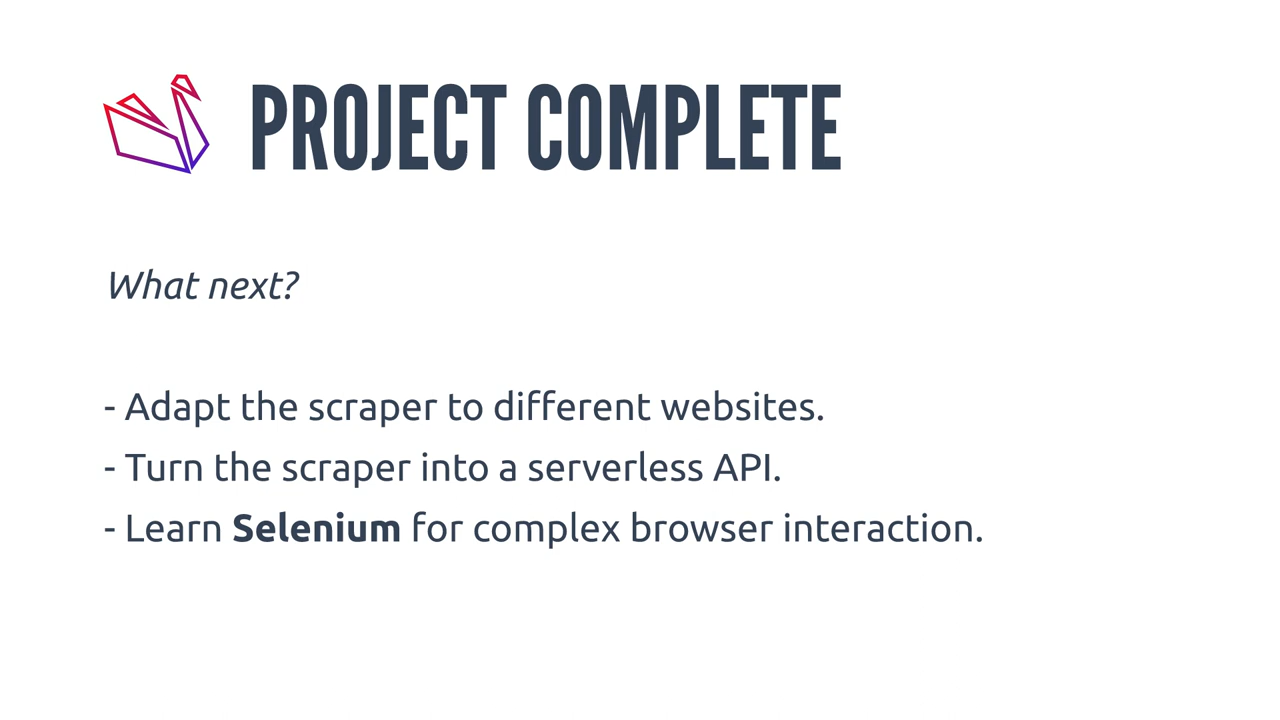 PROJECT COMPLETE
What next?
- Adapt the scraper to different websites.
- Turn the scraper into a serverless API.
- Learn Selenium for complex browser interaction.